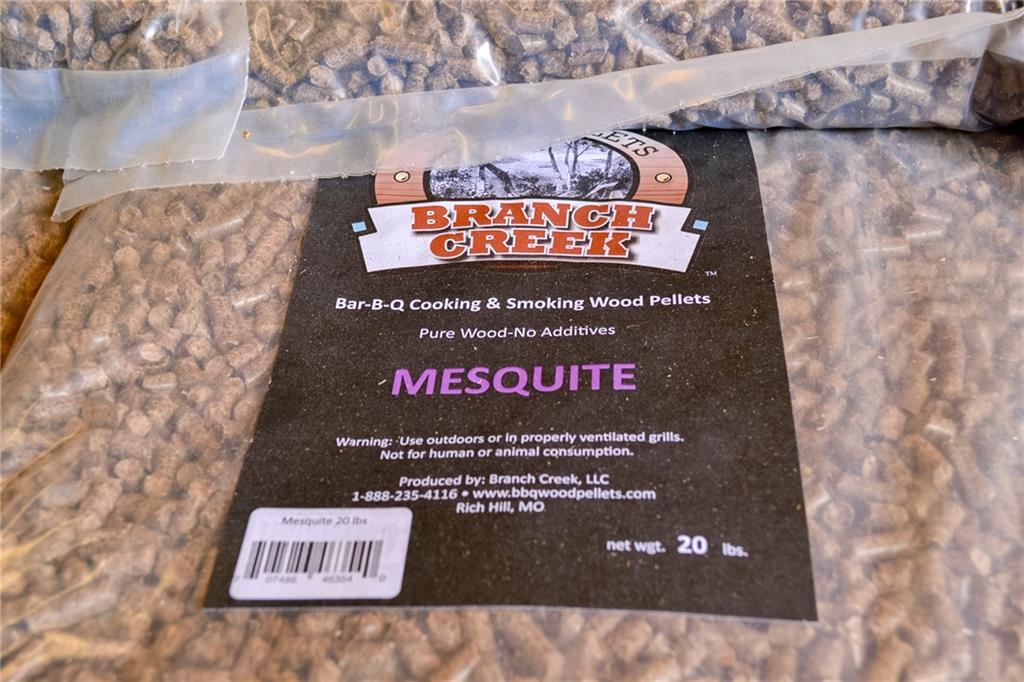 BRANCH
CREEK
™
Bar-B-Q Cooking & Smoking Wood Pellets
Pure Wood-No Additives
MESQUITE
Warning: Use outdoors or in properly ventilated grills.
Not for human or animal consumption.
Produced by: Branch Creek, LLC
1-888-235-4116 • www.bbqwoodpellets.com
Rich Hill, MO
Mesquite 20 lbs
net wgt. 20 lbs.